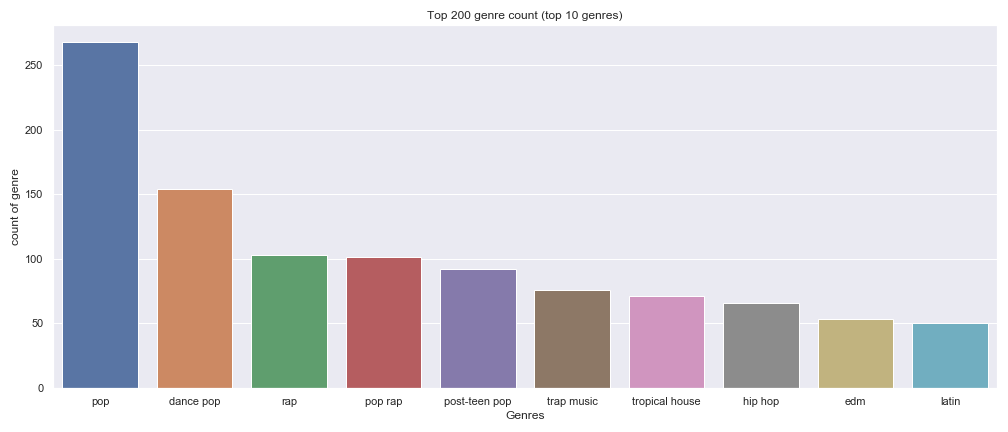 Top 200 genre count (top 10 genres)
count of genre
250
200
150
100
50
0
pop dance pop rap pop rap post-teen pop trap music tropical house hip hop edm latin
Genres